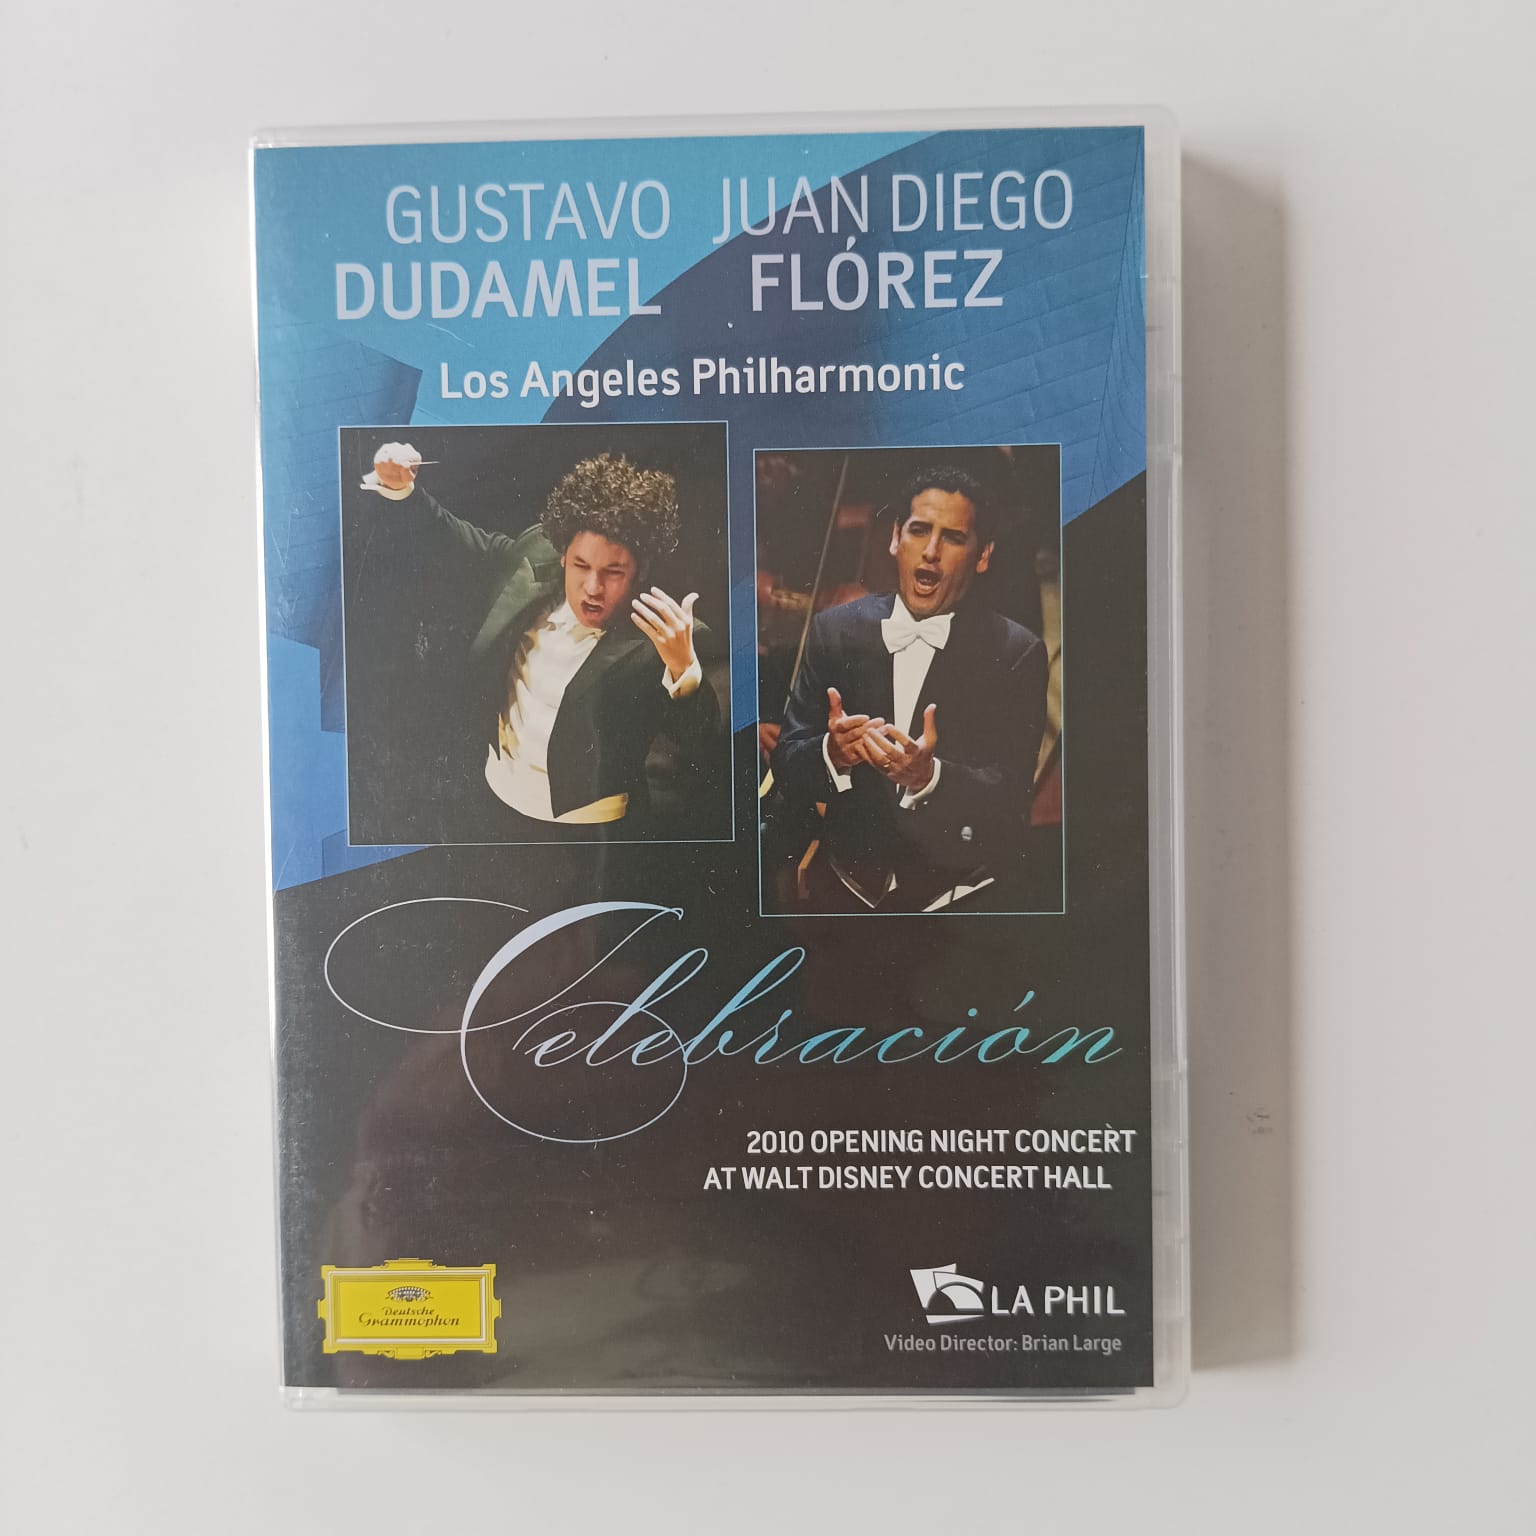 GUSTAVO
DUDAMEL
JUAN DIEGO
FLÓREZ
Los Angeles Philharmonic
Celebración
2010 OPENING NIGHT CONCERT
AT WALT DISNEY CONCERT HALL
Deutsche
Grammophon
LA PHIL
Video Director: Brian Large